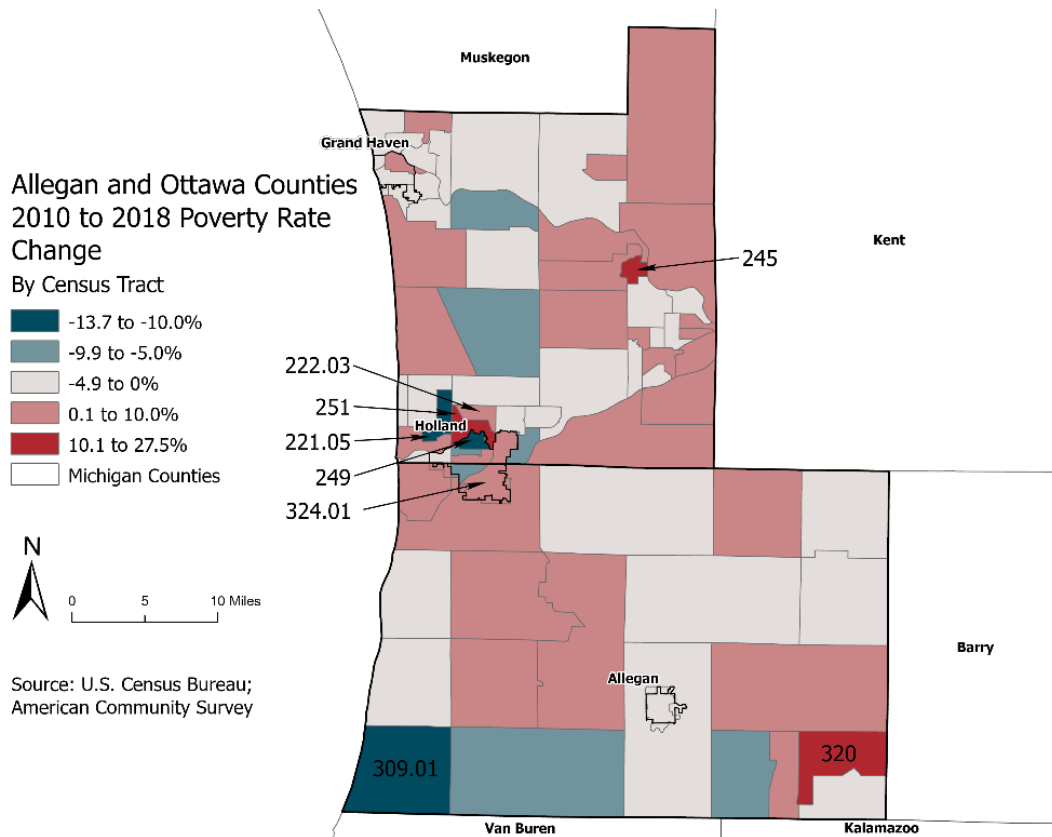 Muskegon
Grand Haven
Allegan and Ottawa Counties
2010 to 2018 Poverty Rate
Change
By Census Tract
-13.7 to -10.0%
-9.9 to -5.0%
-4.9 to 0%
0.1 to 10.0%
10.1 to 27.5%
Michigan Counties
Kent
245
222.03
251
Holland
221.05
249
324.01
N
0 5 10 Miles
Source: U.S. Census Bureau;
American Community Survey
Barry
Allegan
309.01
320
Van Buren
Kalamazoo